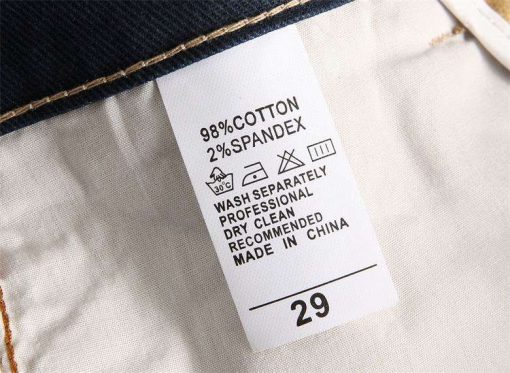 98%COTTON
2%SPANDEX
30°C
WASH SEPARATELY
PROFESSIONAL
DRY CLEAN
RECOMMENDED
MADE IN CHINA
29